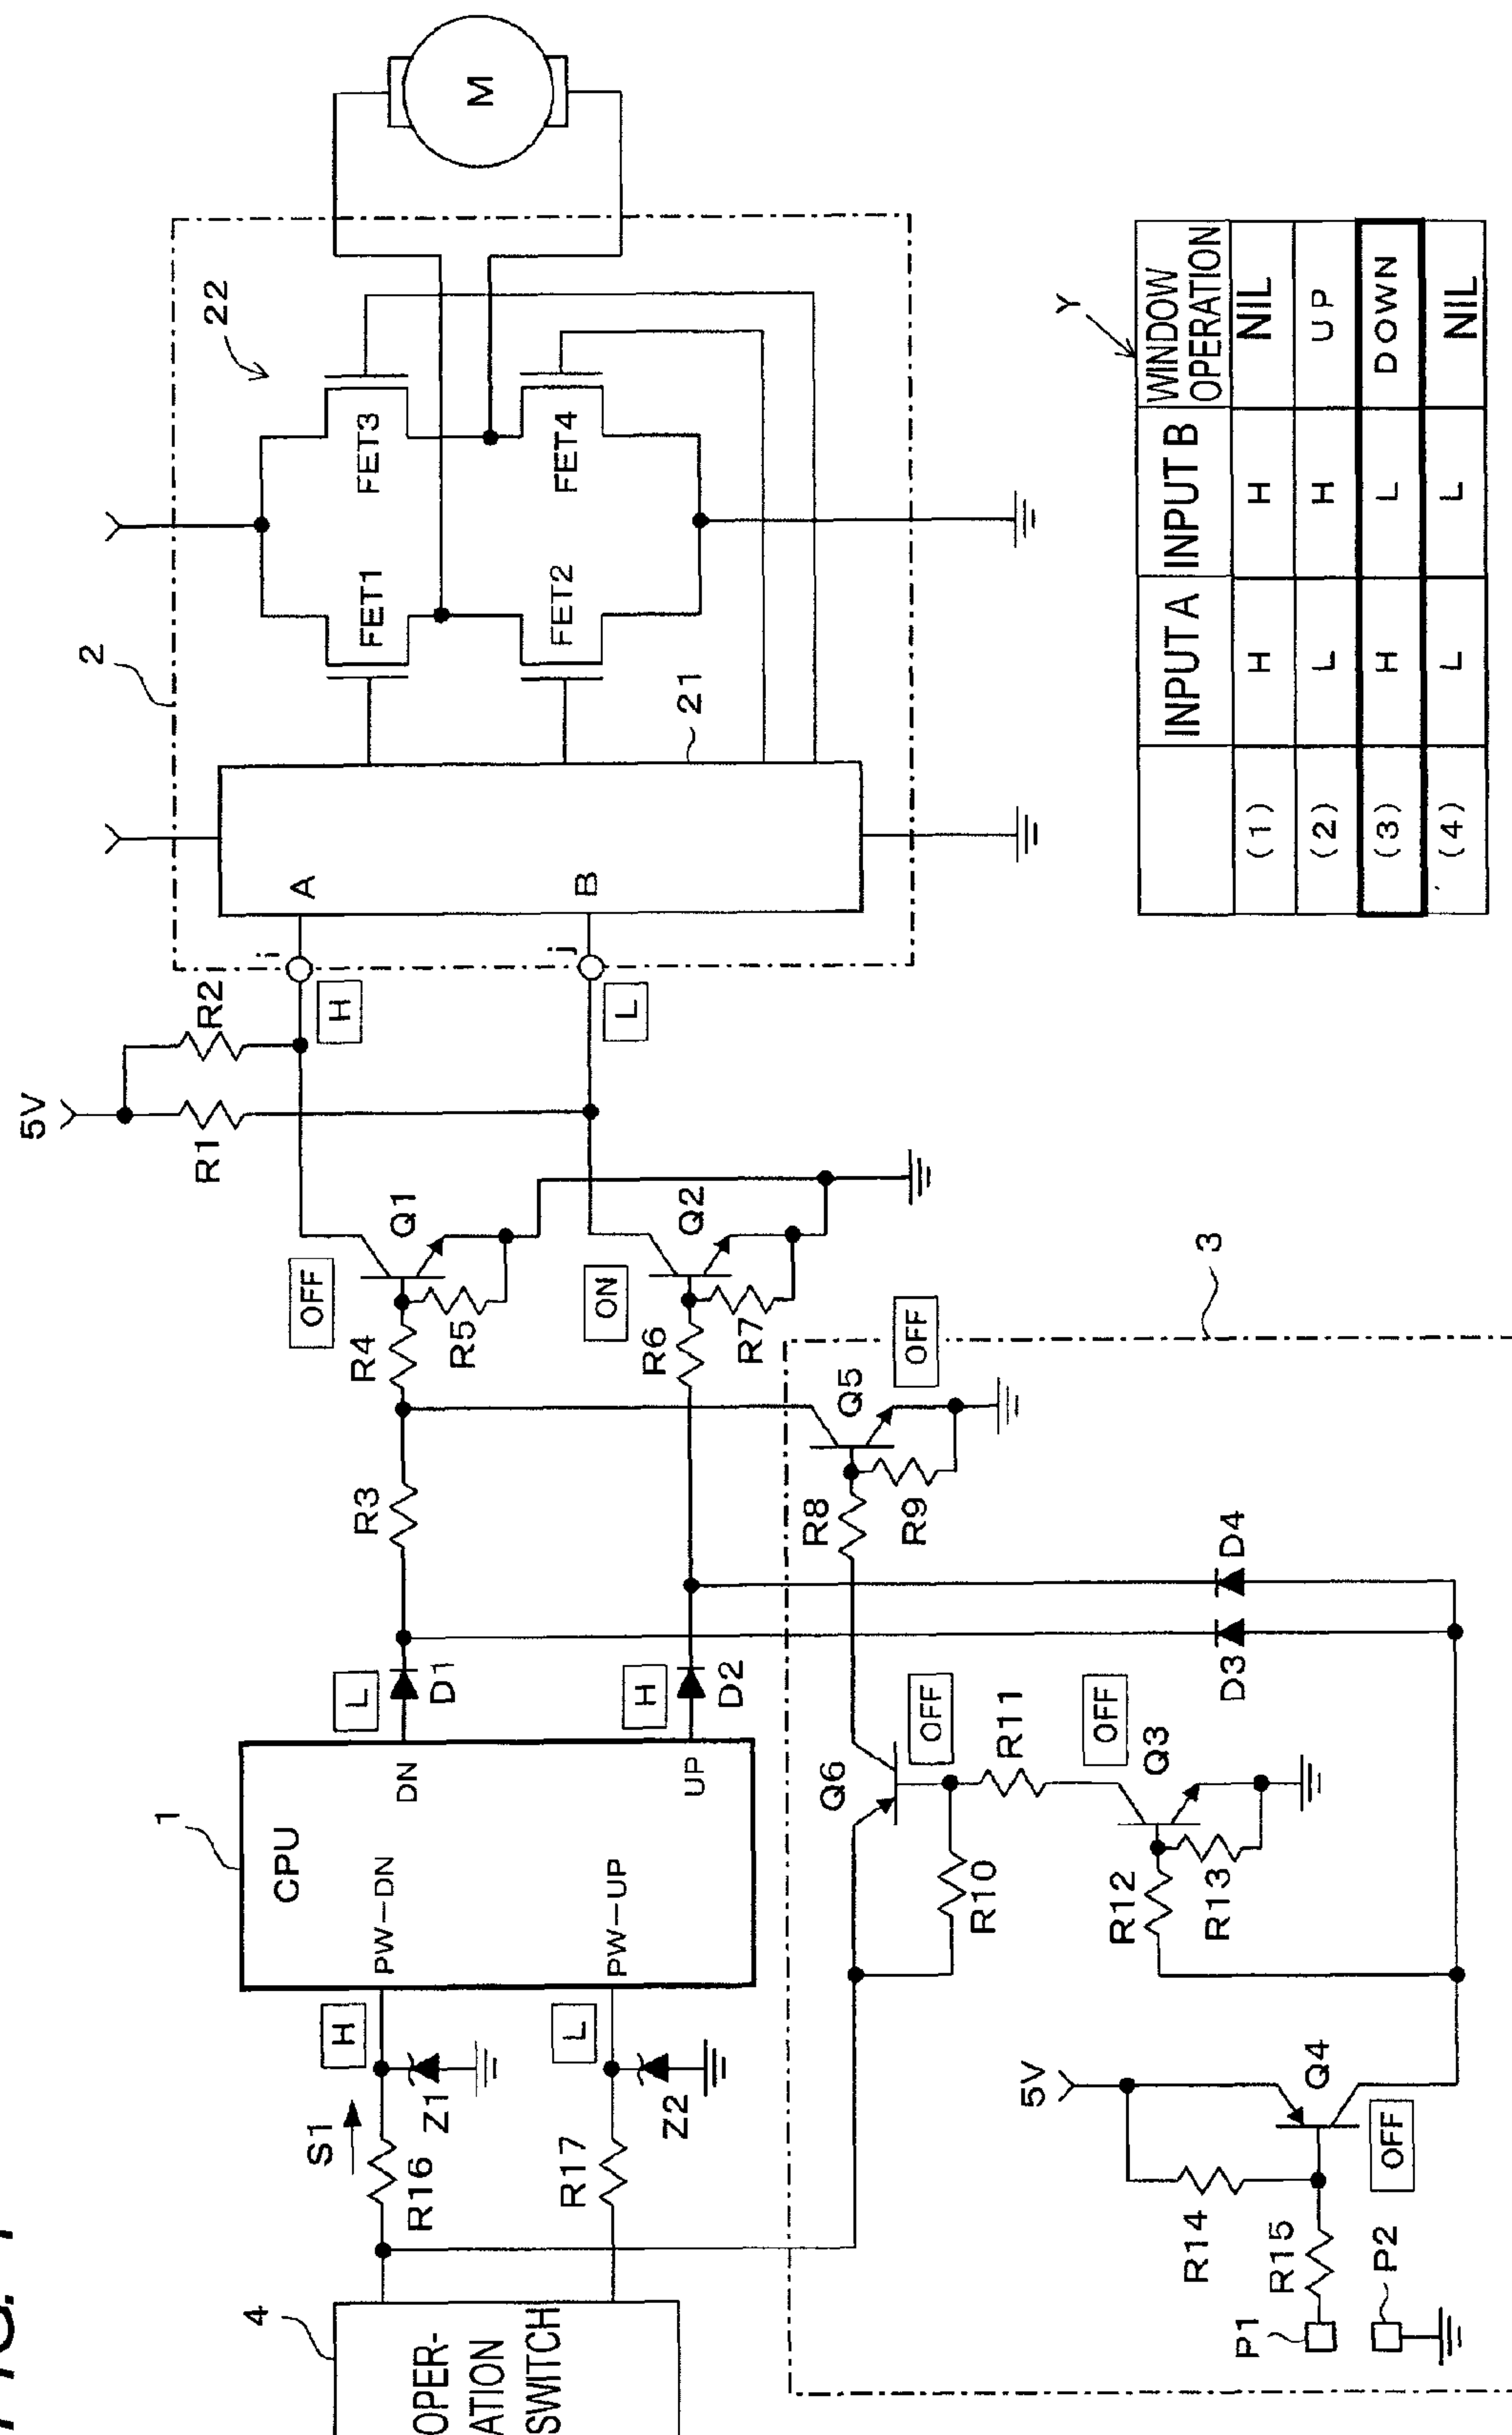 5V
R1
R2
2
22
M
FET1
FET3
FET2
FET4
A
B
21
i
j
H
L
OFF
Q1
R4
R5
ON
Q2
R6
R7
R3
1
CPU
PW-DN
PW-UP
DN
UP
L
D1
H
D2
S1
H
R16
Z1
L
R17
Z2
4
OPER-
ATION
SWITCH
3
Q5
OFF
R8
R9
Q6
OFF
R10
R11
OFF
Q3
R12
R13
D3
D4
5V
Q4
OFF
R14
R15
P1
P2
Y
INPUT A INPUT B WINDOW OPERATION
(1) H H NIL
(2) L H UP
(3) H L DOWN
(4) L L NIL